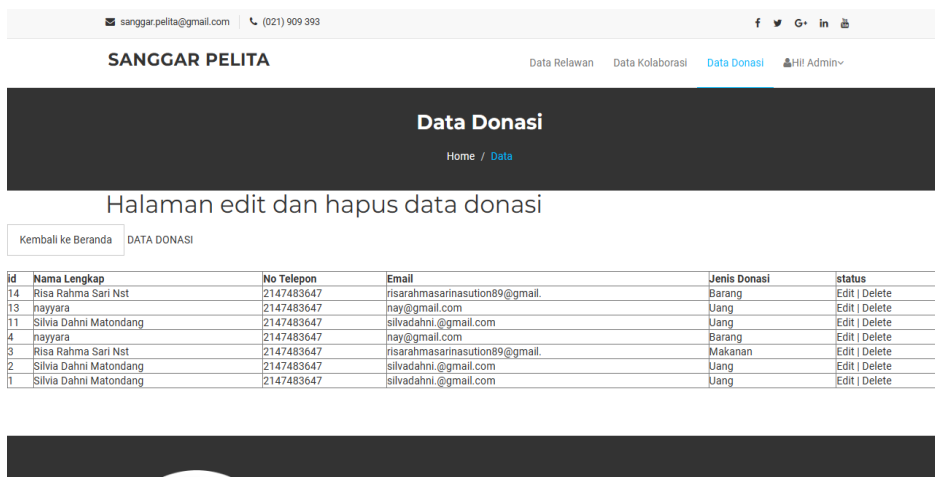 sanggar.pelita@gmail.com (021) 909 393
SANGGAR PELITA
Data Relawan Data Kolaborasi Data Donasi Hi! Admin
Data Donasi
Home / Data
Halaman edit dan hapus data donasi
Kembali ke Beranda DATA DONASI
id Nama Lengkap No Telepon Email Jenis Donasi status
14 Risa Rahma Sari Nst 2147483647 risarahmasarinasution89@gmail. Barang Edit | Delete
13 nayyara 2147483647 nay@gmail.com Uang Edit | Delete
11 Silvia Dahni Matondang 2147483647 silvadahni.@gmail.com Uang Edit | Delete
4 nayyara 2147483647 nay@gmail.com Barang Edit | Delete
3 Risa Rahma Sari Nst 2147483647 risarahmasarinasution89@gmail. Makanan Edit | Delete
2 Silvia Dahni Matondang 2147483647 silvadahni.@gmail.com Uang Edit | Delete
1 Silvia Dahni Matondang 2147483647 silvadahni.@gmail.com Uang Edit | Delete